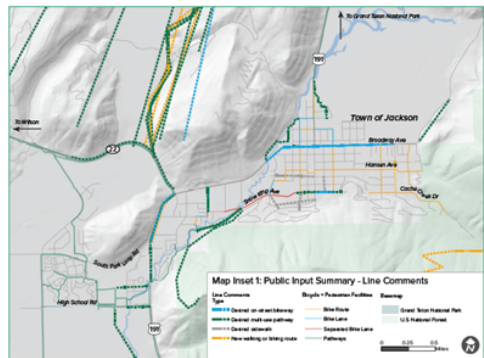 To Grand Teton National Park
191
Town of Jackson
To Wilson
Broadway Ave
22
Hansen Ave
Snow King Ave
Cache Creek Dr
South Park Loop Rd
High School Rd
191
Map Inset 1: Public Input Summary - Line Comments
Line Comments
Type
Desired on-street bikeway
Desired multi-use pathway
Desired sidewalk
New walking or biking route
Bicycle + Pedestrian Facilities
Bike Route
Bike Lane
Separated Bike Lane
Pathways
Basemap
Grand Teton National Park
U.S National Forest
0 0.25 0.5
Miles
N